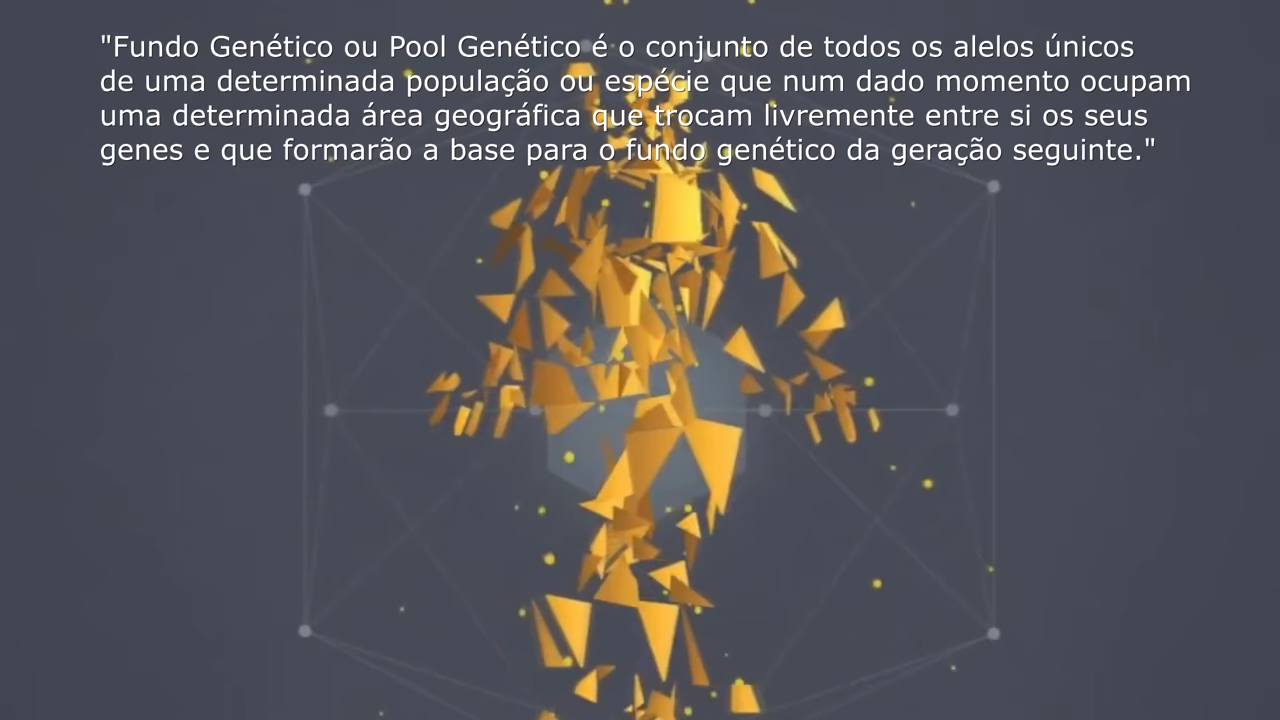 "Fundo Genético ou Pool Genético é o conjunto de todos os alelos únicos
de uma determinada população ou espécie que num dado momento ocupam
uma determinada área geográfica que trocam livremente entre si os seus
genes e que formarão a base para o fundo genético da geração seguinte."